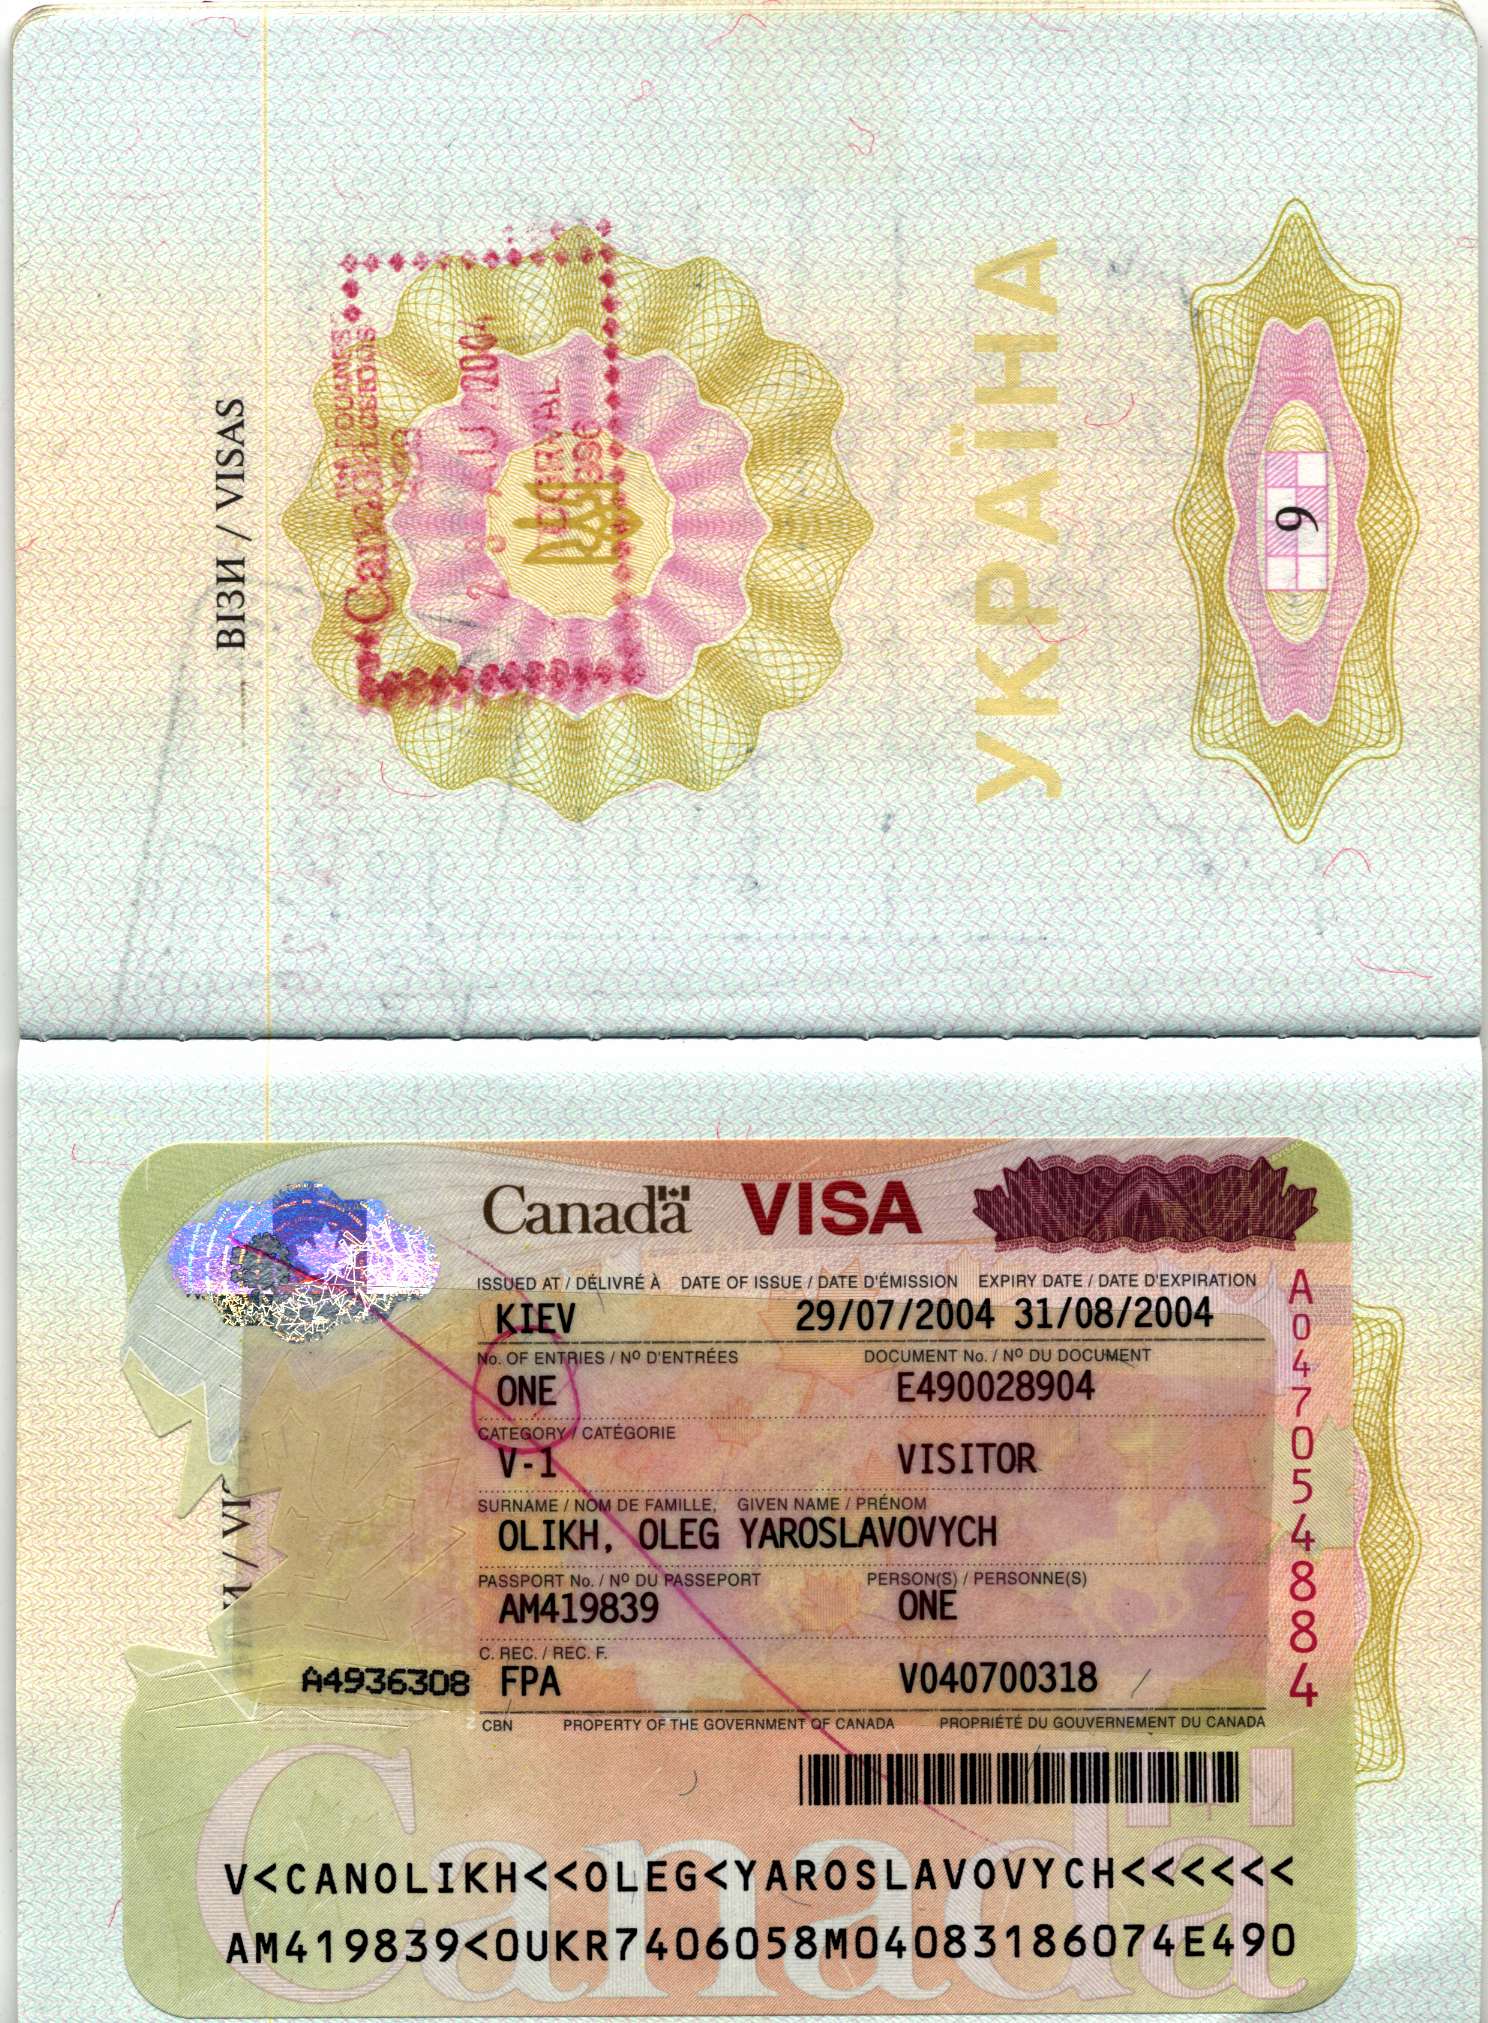 ВІЗИ / VISAS
Canada
2004
УКРАЇНА
9
Canada VISA
ISSUED AT / DÉLIVRÉ À DATE OF ISSUE / DATE D'ÉMISSION EXPIRY DATE / DATE D'EXPIRATION
KIEV 29/07/2004 31/08/2004
No. OF ENTRIES / Nº D'ENTRÉES DOCUMENT No. / Nº DU DOCUMENT
ONE E490028904
CATEGORY / CATÉGORIE
V-1 VISITOR
SURNAME / NOM DE FAMILLE, GIVEN NAME / PRÉNOM
OLIKH, OLEG YAROSLAVOVYCH
PASSPORT No. / Nº DU PASSEPORT PERSON(S) / PERSONNE(S)
AM419839 ONE
C. REC. / REC. F.
A4936308 FPA V040700318
CBN PROPERTY OF THE GOVERNMENT OF CANADA PROPRIÉTÉ DU GOUVERNEMENT DU CANADA
A047054884
Canada
V<CANOLIKH<<OLEG<YAROSLAVOVYCH<<<<<<
AM419839<0UKR7406058M04083186074E490